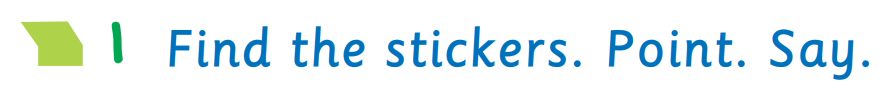 1 Find the stickers. Point. Say.